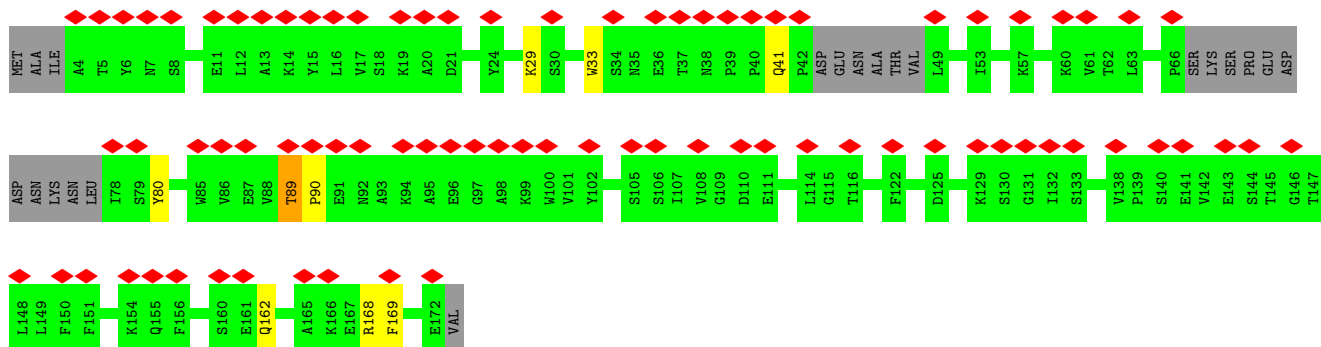 MET ALA ILE A4 T5 Y6 N7 S8 E11 L12 A13 K14 Y15 L16 V17 S18 K19 A20 D21 Y24 K29 S30 W33 S34 N35 E36 T37 N38 P39 P40 Q41 P42 ASP GLU ASN ALA THR VAL L49 I53 K57 K60 V61 T62 L63 P66 SER LYS SER PRO GLU ASP
ASP ASN LYS ASN LEU I78 S79 Y80 W85 V86 E87 V88 T89 P90 E91 N92 A93 K94 A95 E96 G97 A98 K99 W100 V101 Y102 S105 S106 I107 V108 G109 D110 E111 L114 G115 T116 F122 D125 K129 S130 G131 I132 S133 V138 P139 S140 E141 V142 E143 S144 T145 G146 T147
L148 L149 F150 F151 K154 Q155 F156 S160 E161 Q162 A165 K166 E167 R168 F169 E172 VAL